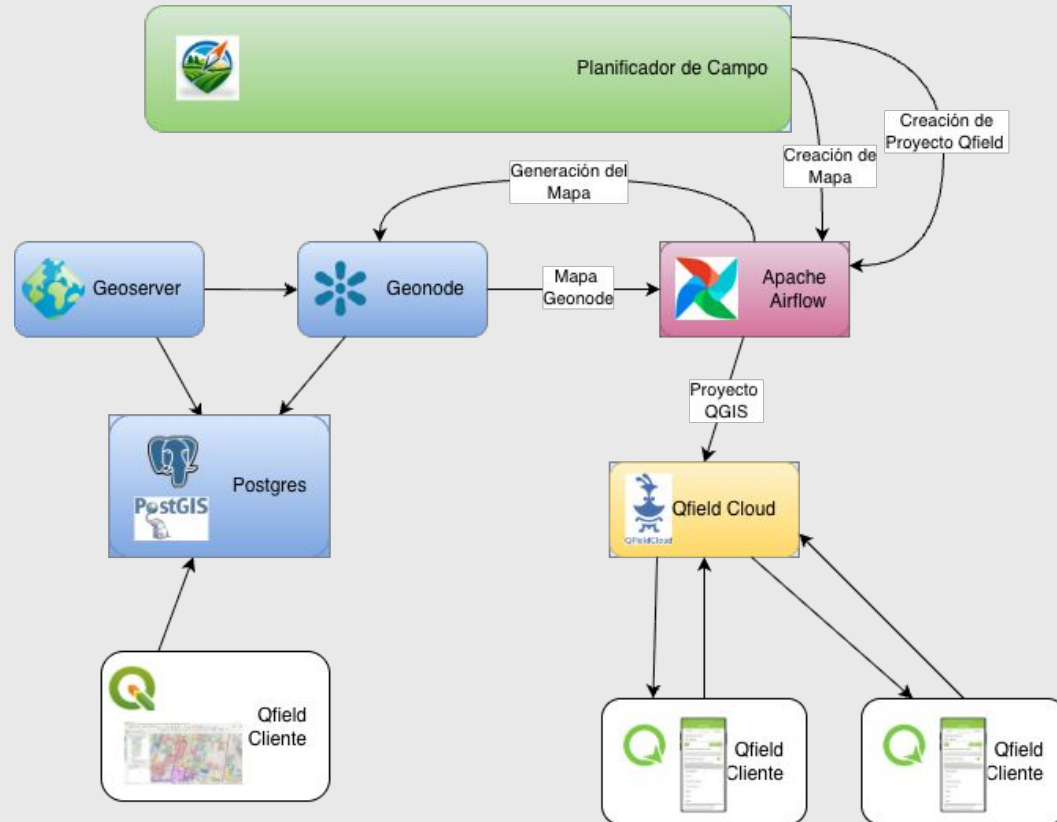 Planificador de Campo
Creación de
Proyecto Qfield
Creación de
Mapa
Generación del
Mapa
Geoserver
Geonode
Mapa
Geonode
Apache
Airflow
Proyecto
QGIS
Postgres
PostGIS
Qfield Cloud
QFieldCloud
Qfield
Cliente
Qfield
Cliente
Qfield
Cliente